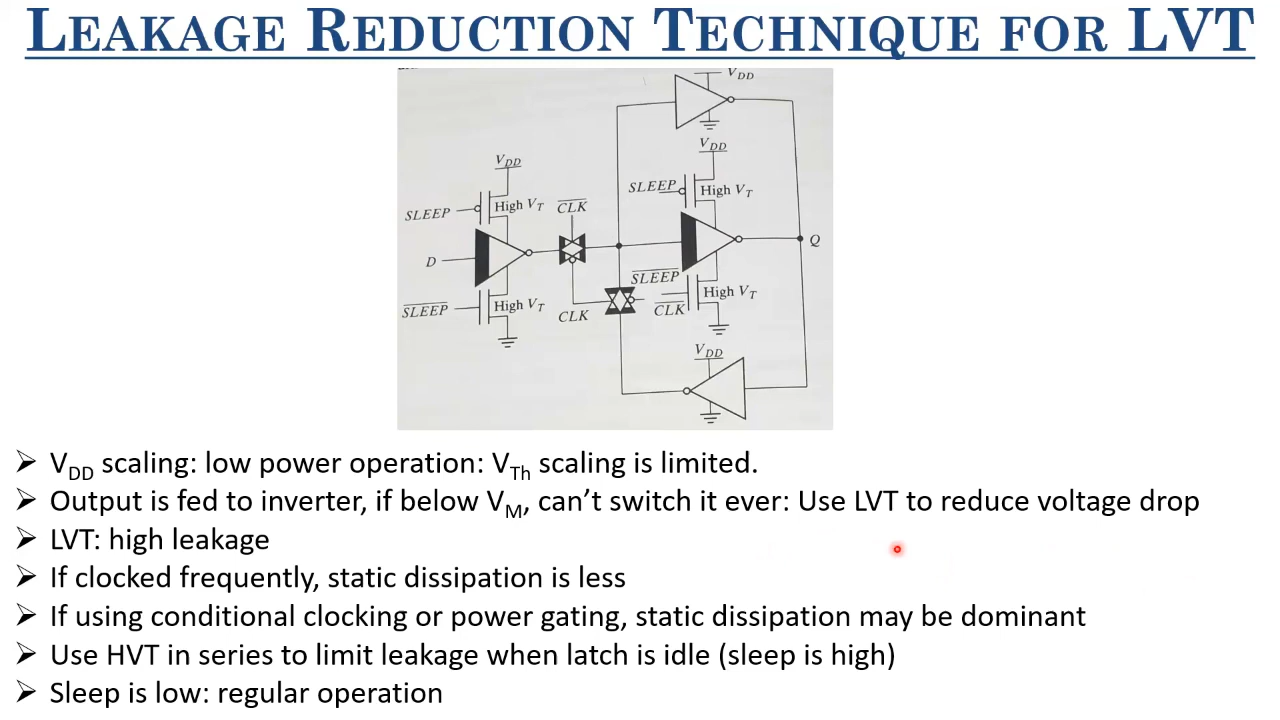 LEAKAGE REDUCTION TECHNIQUE FOR LVT
VDD
VDD
VDD
SLEEP
High VT
SLEEP
High VT
CLK
D
Q
SLEEP
High VT
SLEEP
High VT
CLK
CLK
VDD
➢ VDD scaling: low power operation: VTh scaling is limited.
➢ Output is fed to inverter, if below VM, can’t switch it ever: Use LVT to reduce voltage drop
➢ LVT: high leakage
➢ If clocked frequently, static dissipation is less
➢ If using conditional clocking or power gating, static dissipation may be dominant
➢ Use HVT in series to limit leakage when latch is idle (sleep is high)
➢ Sleep is low: regular operation